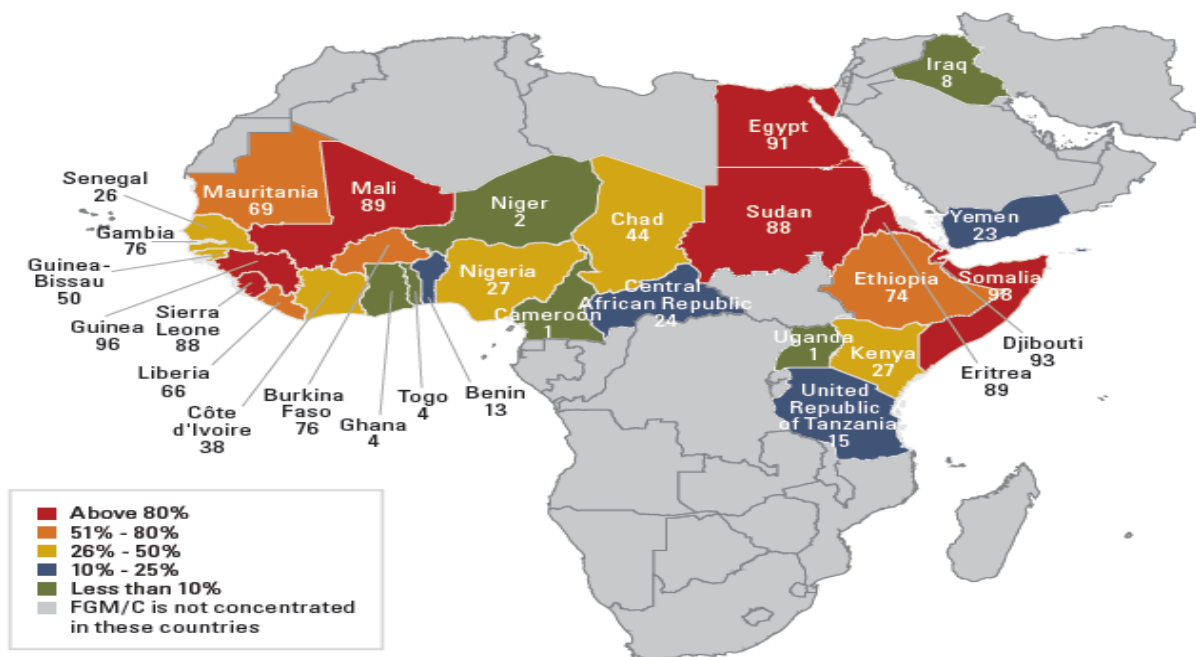 Iraq
8
Egypt
91
Senegal
26
Mauritania
69
Mali
89
Niger
2
Chad
44
Sudan
88
Yemen
23
Gambia
76
Guinea-
Bissau
50
Nigeria
27
Ethiopia
74
Somalia
98
Guinea
96
Sierra
Leone
88
Central
African Republic
24
Cameroon
1
Uganda
1
Kenya
27
Djibouti
93
Eritrea
89
Liberia
66
Côte
d'Ivoire
38
Burkina
Faso
76
Ghana
4
Togo
4
Benin
13
United
Republic
of Tanzania
15
Above 80%
51% - 80%
26% - 50%
10% - 25%
Less than 10%
FGM/C is not concentrated
in these countries